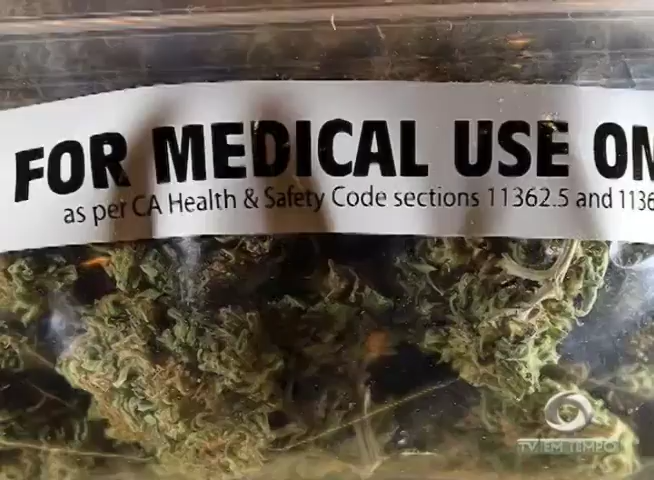 FOR MEDICAL USE ON
as per CA Health & Safety Code sections 11362.5 and 1136
TV EM TEMPO